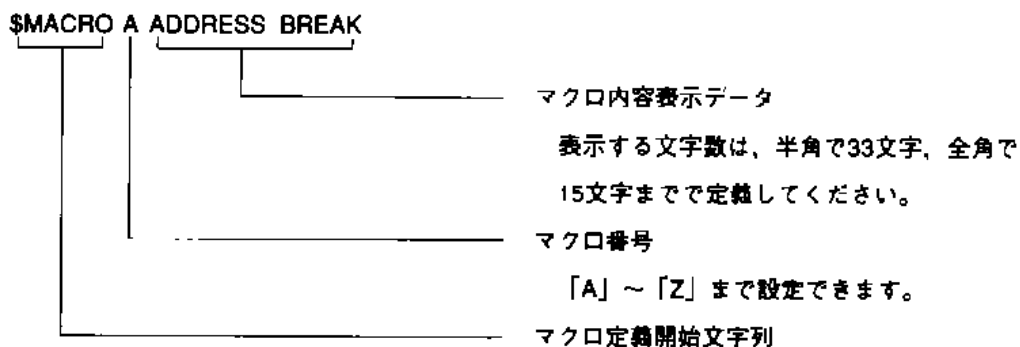 $MACRO A ADDRESS BREAK
マクロ内容表示データ
表示する文字数は、半角で33文字、全角で
15文字までで定義してください。
マクロ番号
「A」～「Z」まで設定できます。
マクロ定義開始文字列